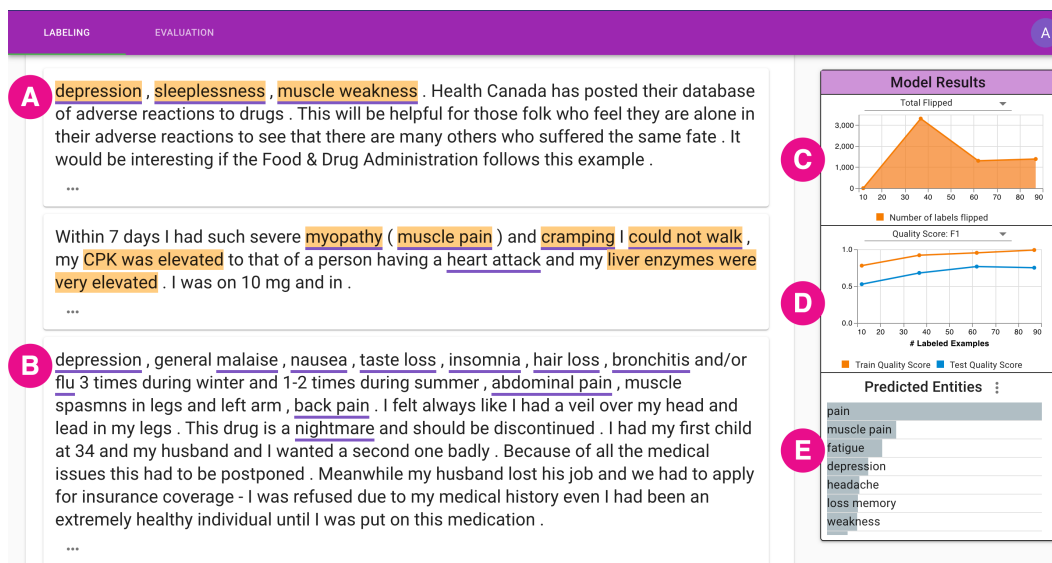 LABELING EVALUATION A
A
depression , sleeplessness , muscle weakness . Health Canada has posted their database
of adverse reactions to drugs . This will be helpful for those folk who feel they are alone in
their adverse reactions to see that there are many others who suffered the same fate . It
would be interesting if the Food & Drug Administration follows this example .
...
Within 7 days I had such severe myopathy ( muscle pain ) and cramping I could not walk ,
my CPK was elevated to that of a person having a heart attack and my liver enzymes were
very elevated . I was on 10 mg and in .
...
B
depression , general malaise , nausea , taste loss , insomnia , hair loss , bronchitis and/or
flu 3 times during winter and 1-2 times during summer , abdominal pain , muscle
spasmns in legs and left arm , back pain . I felt always like I had a veil over my head and
lead in my legs . This drug is a nightmare and should be discontinued . I had my first child
at 34 and my husband and I wanted a second one badly . Because of all the medical
issues this had to be postponed . Meanwhile my husband lost his job and we had to apply
for insurance coverage - I was refused due to my medical history even I had been an
extremely healthy individual until I was put on this medication .
...
Model Results
C
Total Flipped
3,000
2,000
1,000
0
10 20 30 40 50 60 70 80 90
Number of labels flipped
D
Quality Score: F1
1.0
0.5
0.0
10 20 30 40 50 60 70 80 90
# Labeled Examples
Train Quality Score Test Quality Score
E
Predicted Entities
pain
muscle pain
fatigue
depression
headache
loss memory
weakness